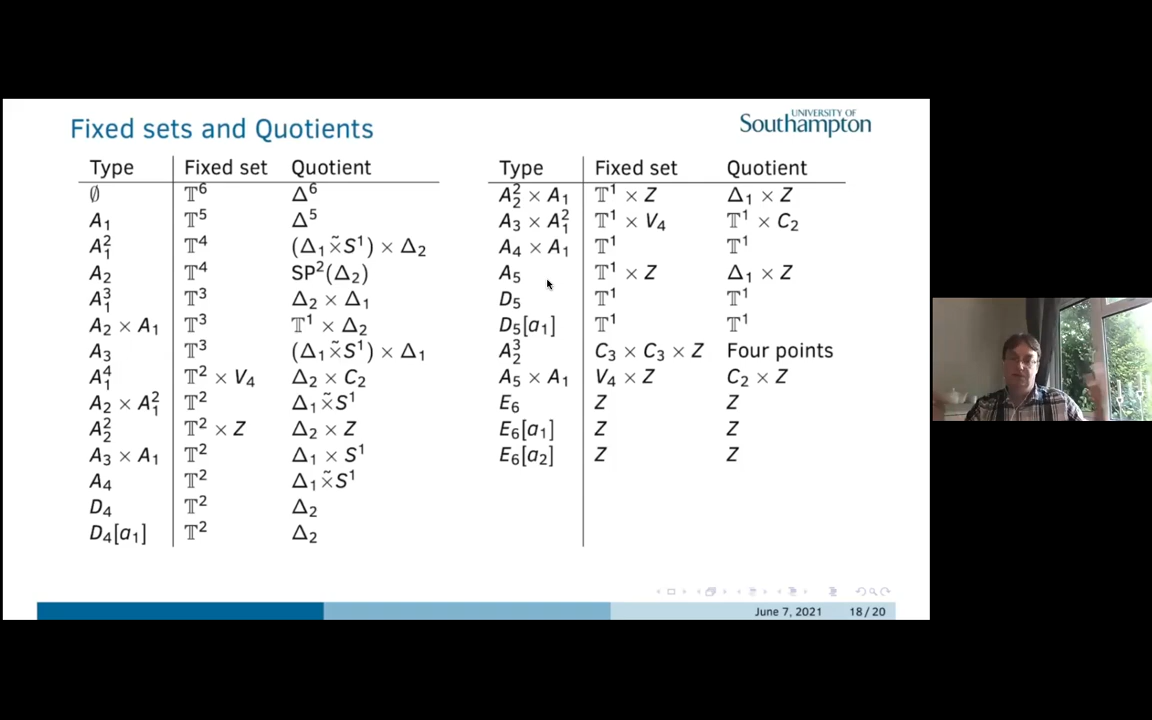 Fixed sets and Quotients
UNIVERSITY OF
Southampton
Type Fixed set Quotient
∅ 𝕋⁶ Δ⁶
A₁ 𝕋⁵ Δ⁵
A₁² 𝕋⁴ (Δ₁ ×̃ S¹) × Δ₂
A₂ 𝕋⁴ SP²(Δ₂)
A₁³ 𝕋³ Δ₂ × Δ₁
A₂ × A₁ 𝕋³ 𝕋¹ × Δ₂
A₃ 𝕋³ (Δ₁ ×̃ S¹) × Δ₁
A₁⁴ 𝕋² × V₄ Δ₂ × C₂
A₂ × A₁² 𝕋² Δ₁ ×̃ S¹
A₂² 𝕋² × Z Δ₂ × Z
A₃ × A₁ 𝕋² Δ₁ × S¹
A₄ 𝕋² Δ₁ ×̃ S¹
D₄ 𝕋² Δ₂
D₄[a₁] 𝕋² Δ₂
Type Fixed set Quotient
A₂² × A₁ 𝕋¹ × Z Δ₁ × Z
A₃ × A₁² 𝕋¹ × V₄ 𝕋¹ × C₂
A₄ × A₁ 𝕋¹ 𝕋¹
A₅ 𝕋¹ × Z Δ₁ × Z
D₅ 𝕋¹ 𝕋¹
D₅[a₁] 𝕋¹ 𝕋¹
A₂³ C₃ × C₃ × Z Four points
A₅ × A₁ V₄ × Z C₂ × Z
E₆ Z Z
E₆[a₁] Z Z
E₆[a₂] Z Z
June 7, 2021 18/20